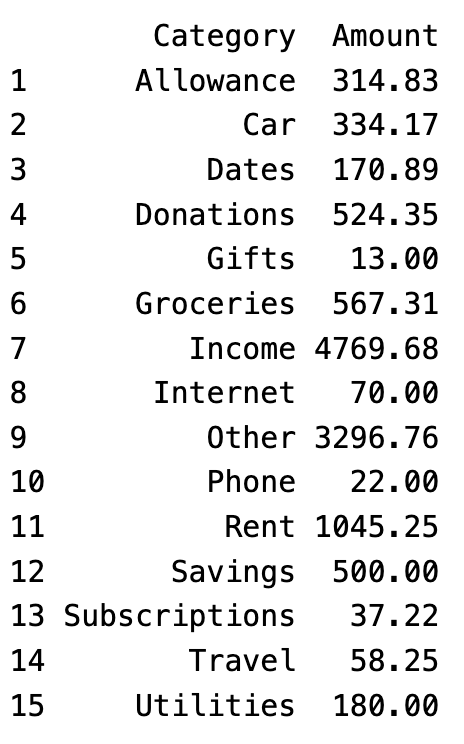 Category Amount
1 Allowance 314.83
2 Car 334.17
3 Dates 170.89
4 Donations 524.35
5 Gifts 13.00
6 Groceries 567.31
7 Income 4769.68
8 Internet 70.00
9 Other 3296.76
10 Phone 22.00
11 Rent 1045.25
12 Savings 500.00
13 Subscriptions 37.22
14 Travel 58.25
15 Utilities 180.00